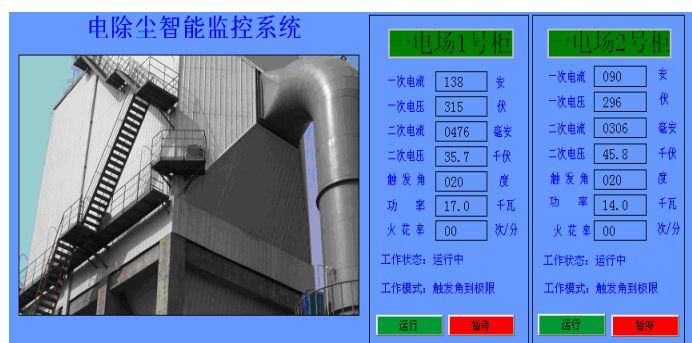 电除尘智能监控系统
一电场1号柜
一次电流 138 安
一次电压 315 伏
二次电流 0476 毫安
二次电压 35.7 千伏
触发角 020 度
功率 17.0 千瓦
火花率 00 次/分
工作状态: 运行中
工作模式: 触发角到极限
运行 暂停
一电场2号柜
一次电流 090 安
一次电压 296 伏
二次电流 0306 毫安
二次电压 45.8 千伏
触发角 020 度
功率 14.0 千瓦
火花率 00 次/分
工作状态: 运行中
工作模式: 触发角到极限
运行 暂停